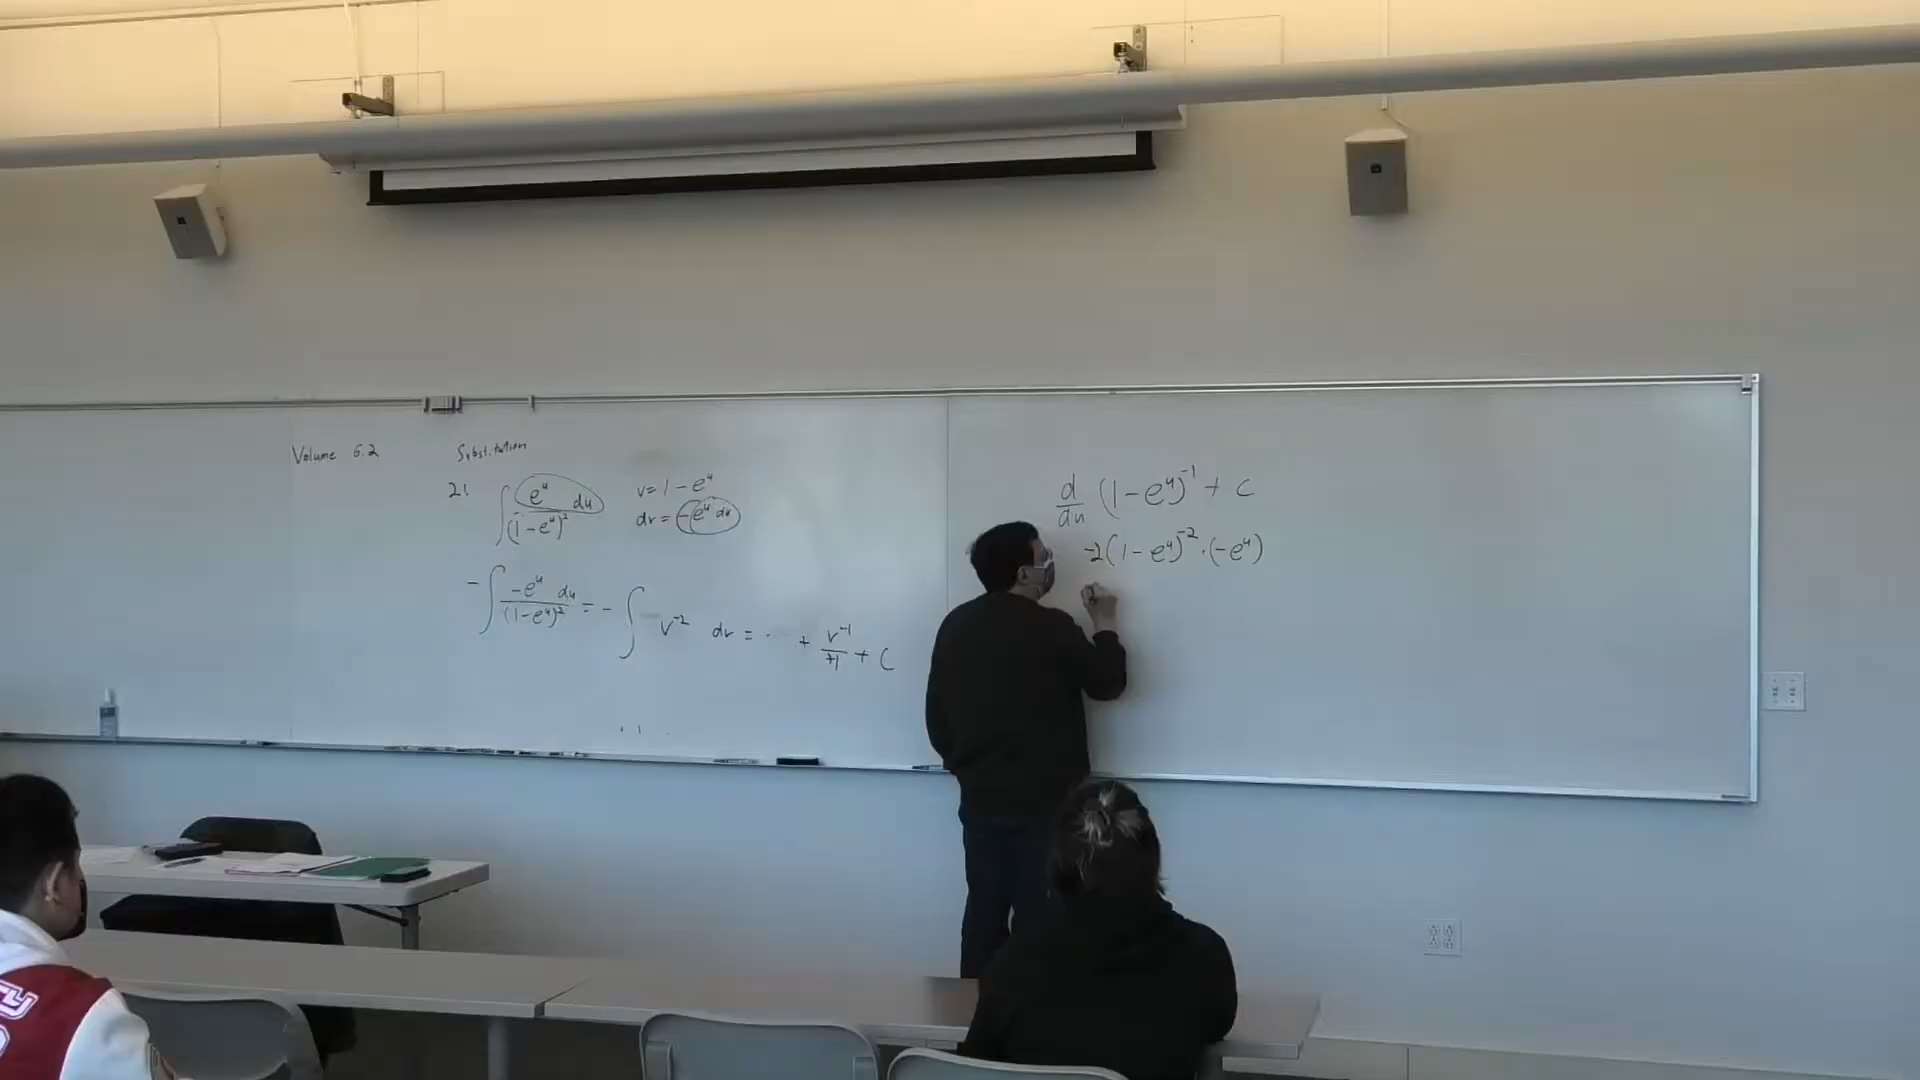 Volume 6.2
Substitution
21. ∫ e^u du / (1-e^u)^2
v = 1 - e^u
dv = -e^u du
- ∫ -e^u du / (1-e^u)^2 = - ∫ v^-2 dv = + v^-1 / +1 + C
d/du (1-e^u)^-1 + C
-2(1-e^u)^-2 · (-e^u)